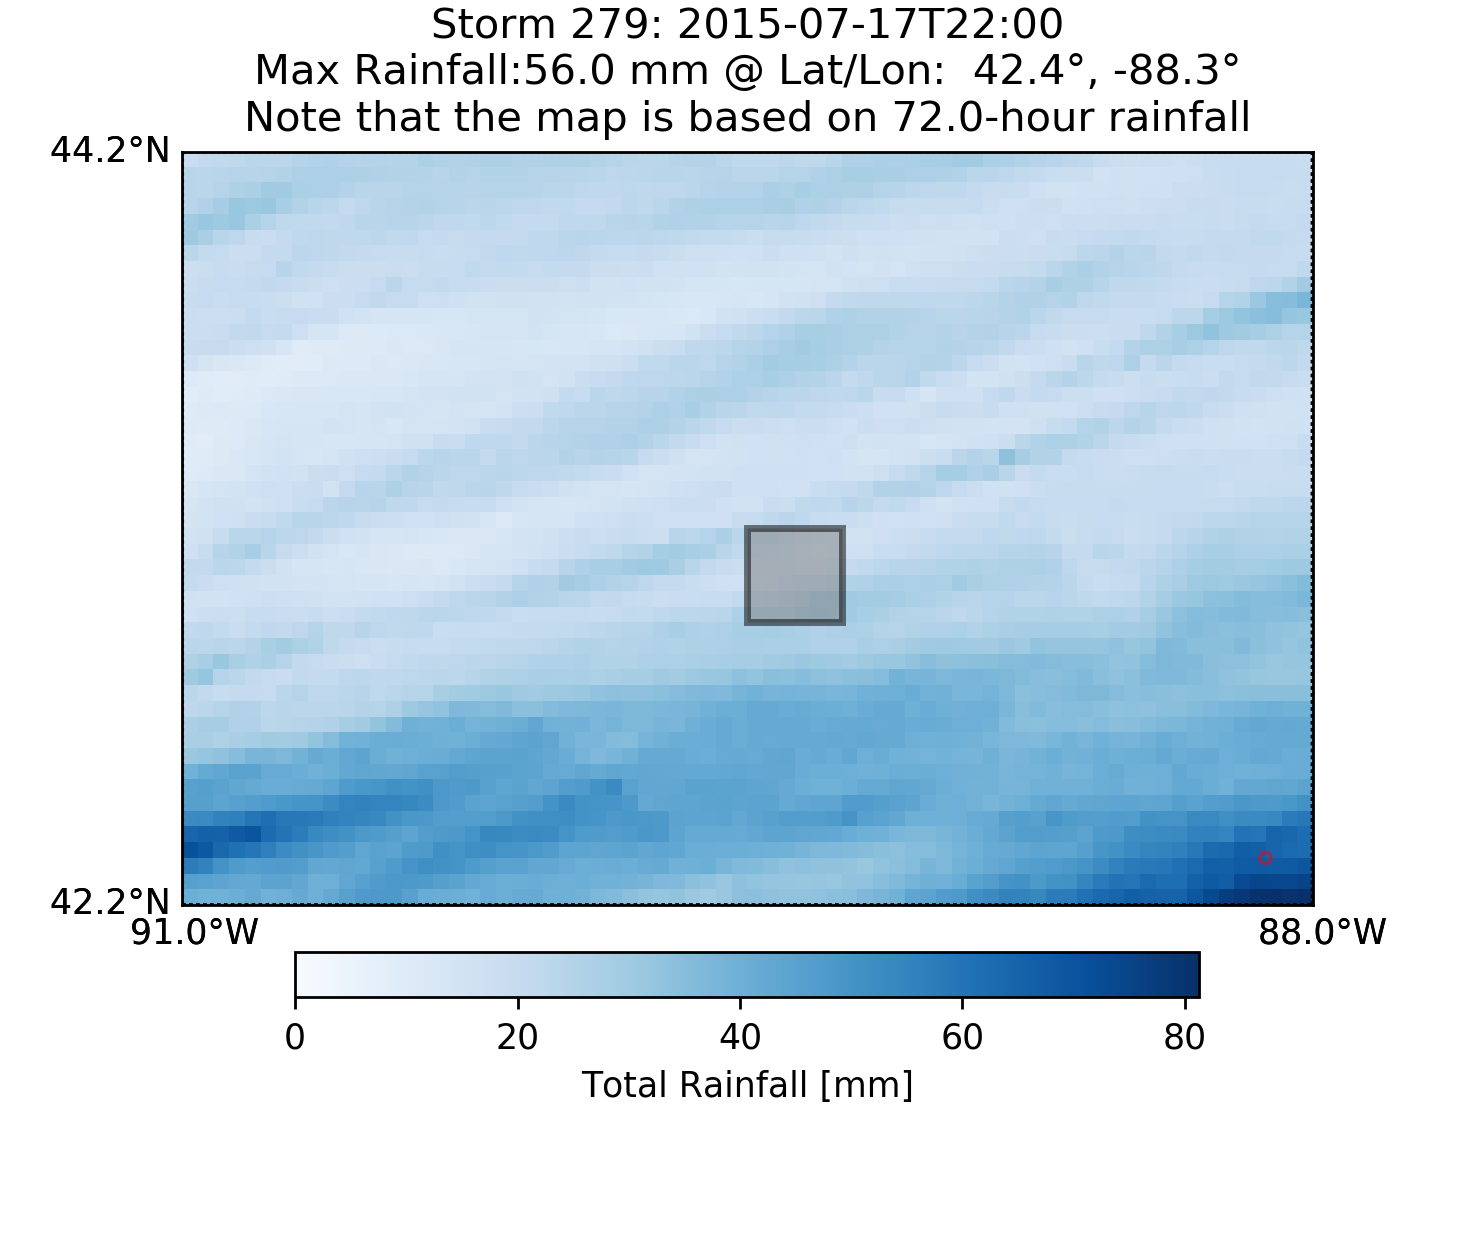 Storm 279: 2015-07-17T22:00
Max Rainfall:56.0 mm @ Lat/Lon:  42.4°, -88.3°
Note that the map is based on 72.0-hour rainfall
44.2°N
42.2°N
91.0°W
88.0°W
0 20 40 60 80
Total Rainfall [mm]